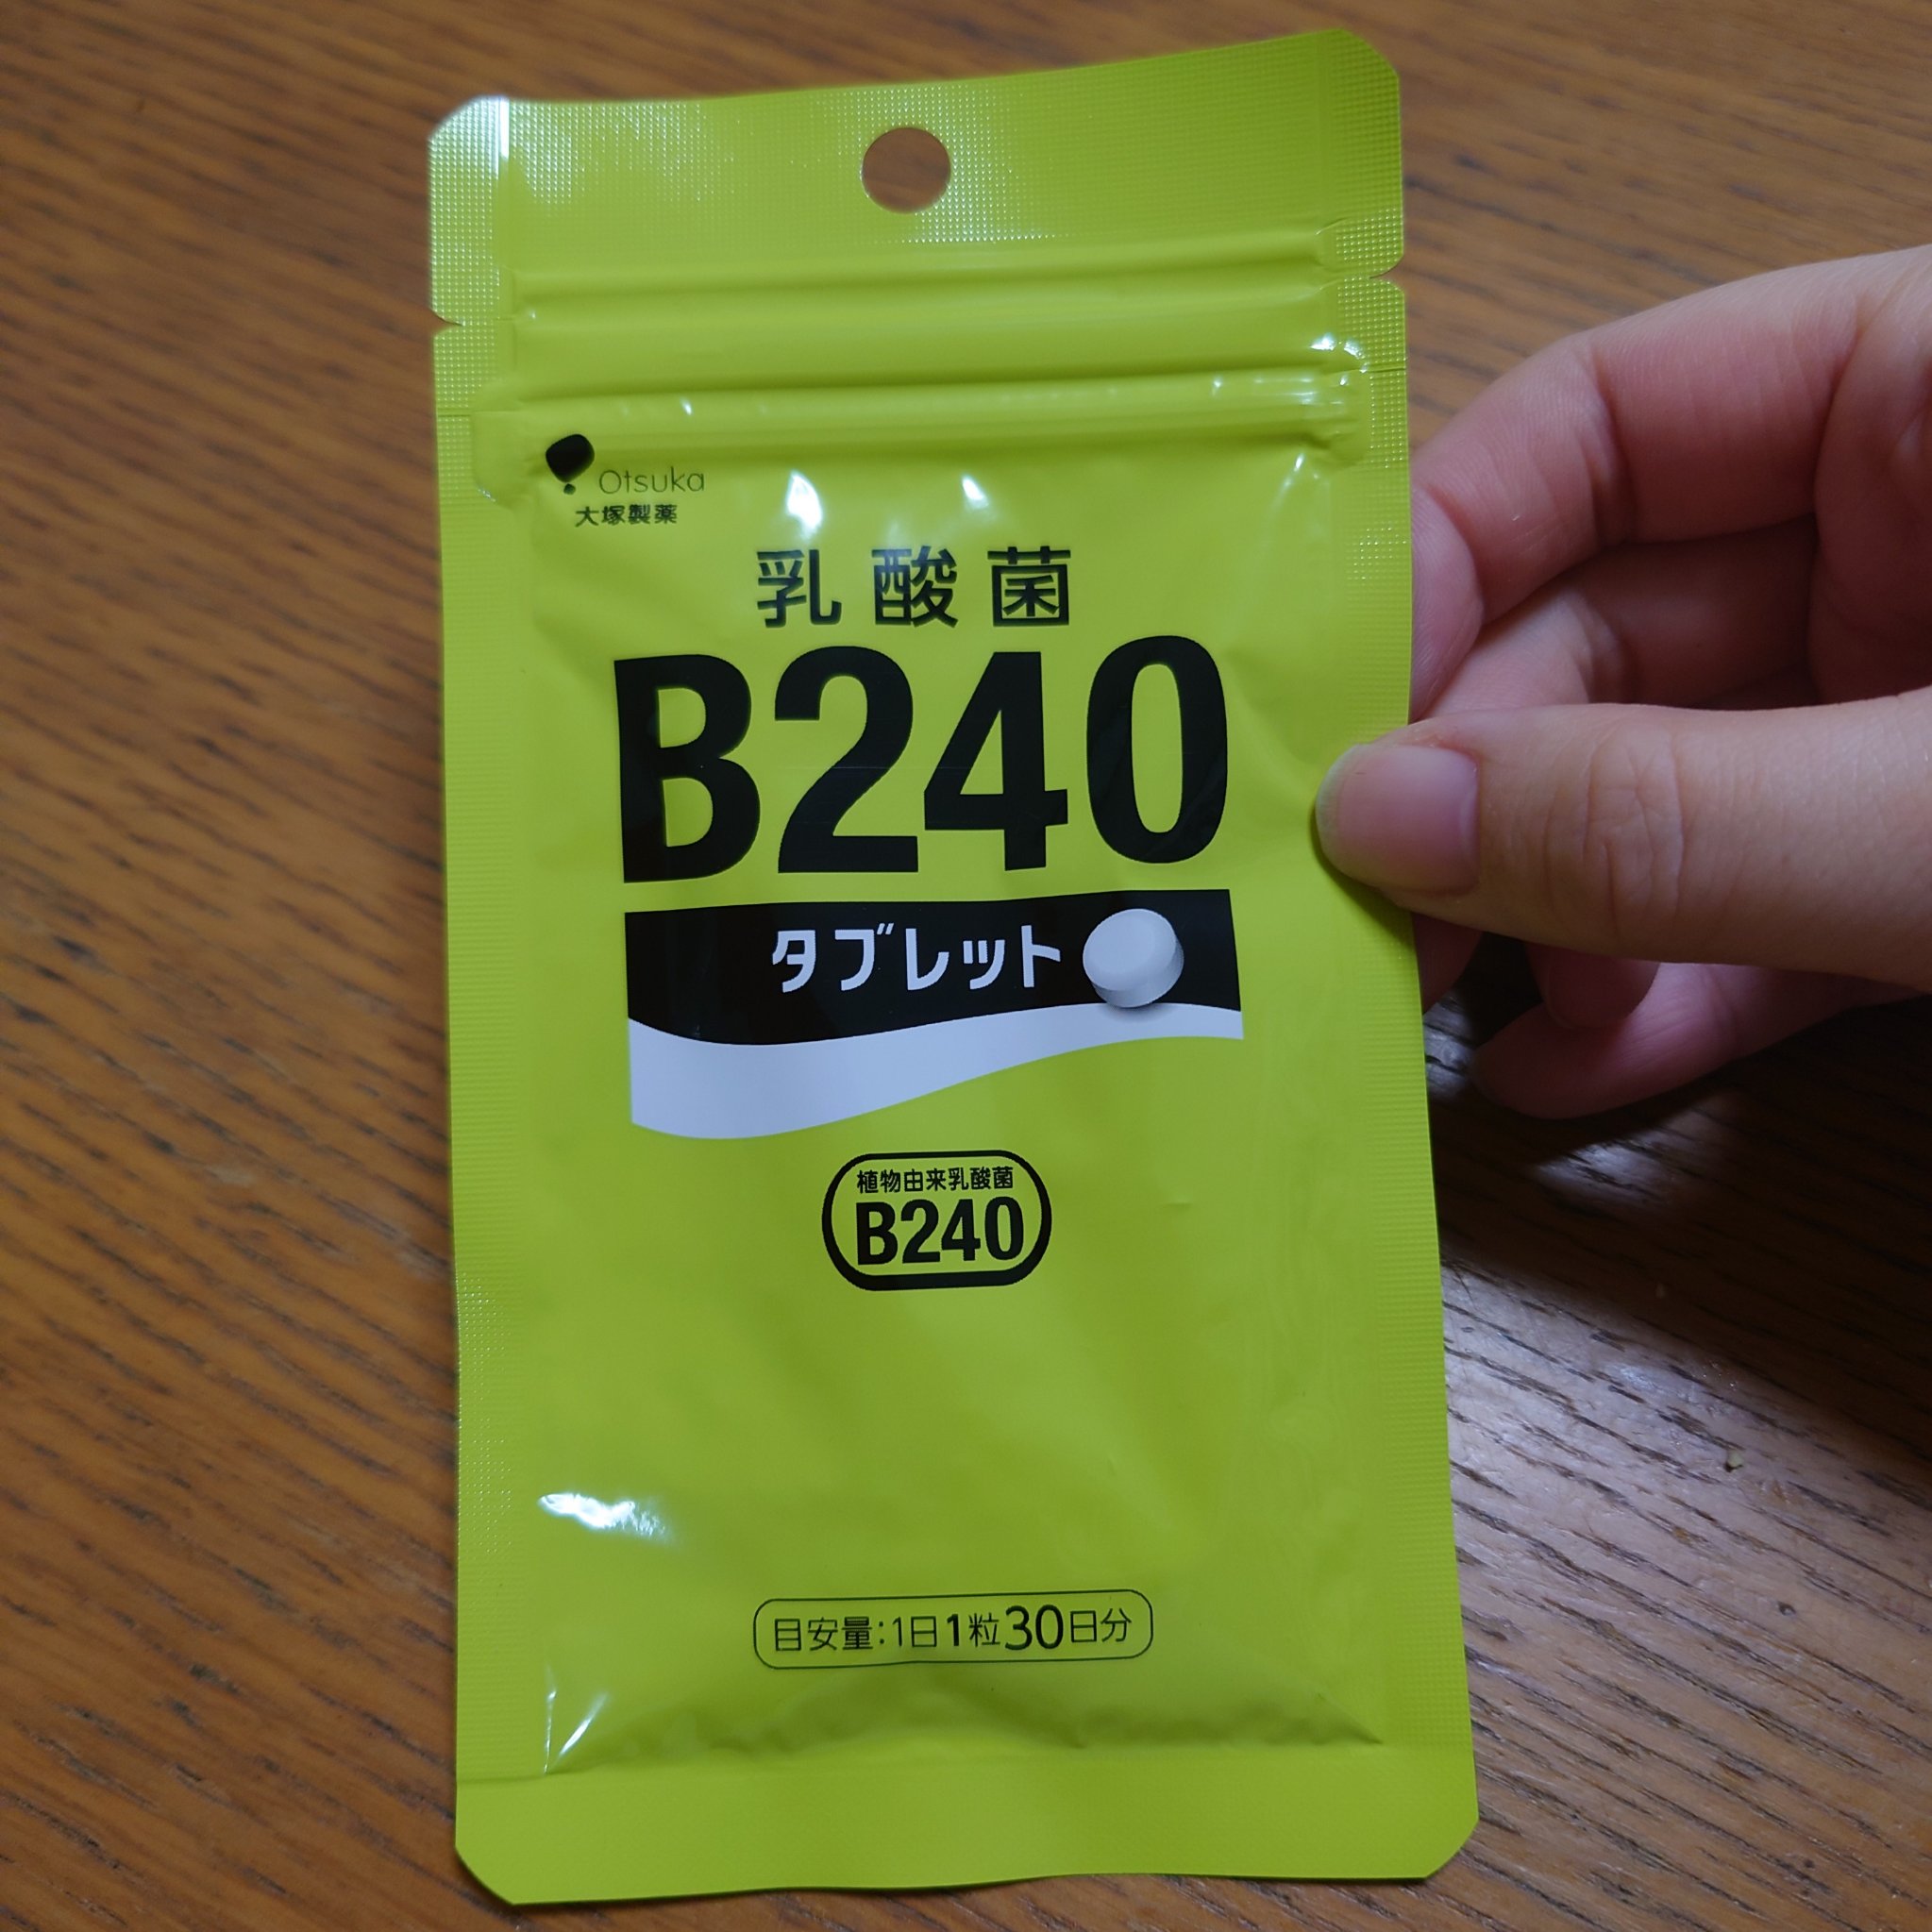 Otsuka
大塚製薬
乳酸菌
B240
タブレット
植物由来乳酸菌
B240
目安量:1日1粒30日分